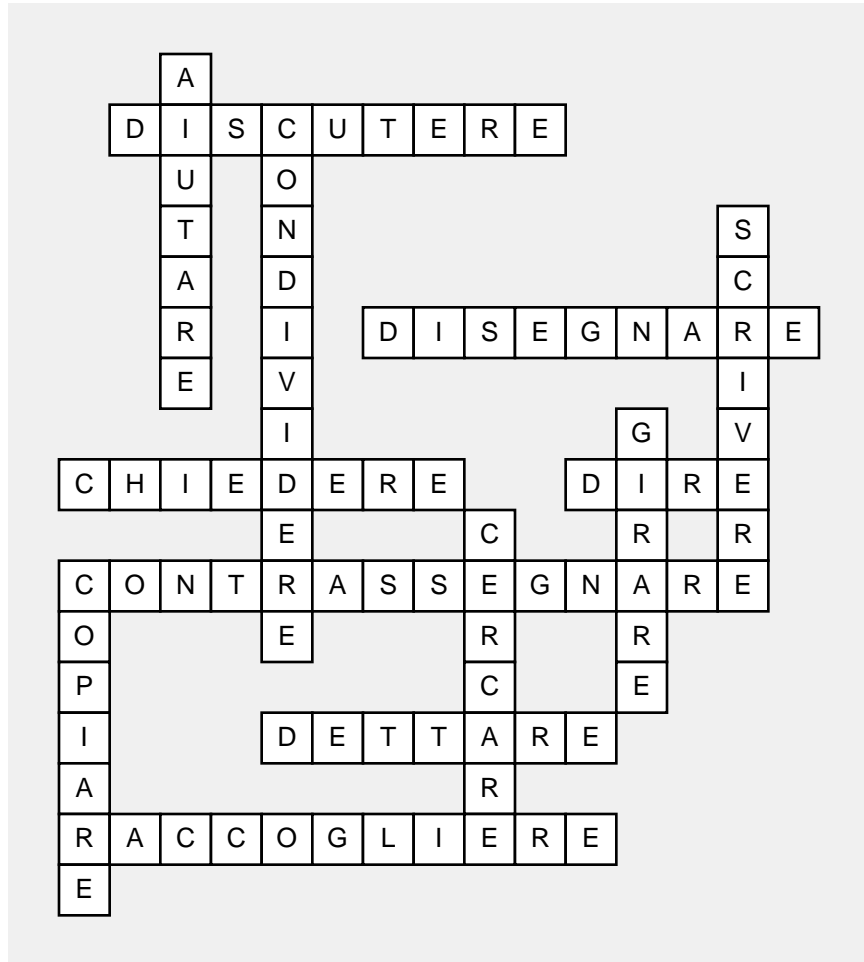 AIUTARE
DISCUTERE
CONDIVIDERE
SCRIVERE
DISEGNARE
GIRARE
CHIEDERE
DIRE
CERCARE
CONTRASSEGNARE
COPIARE
DETTARE
RACCOGLIERE